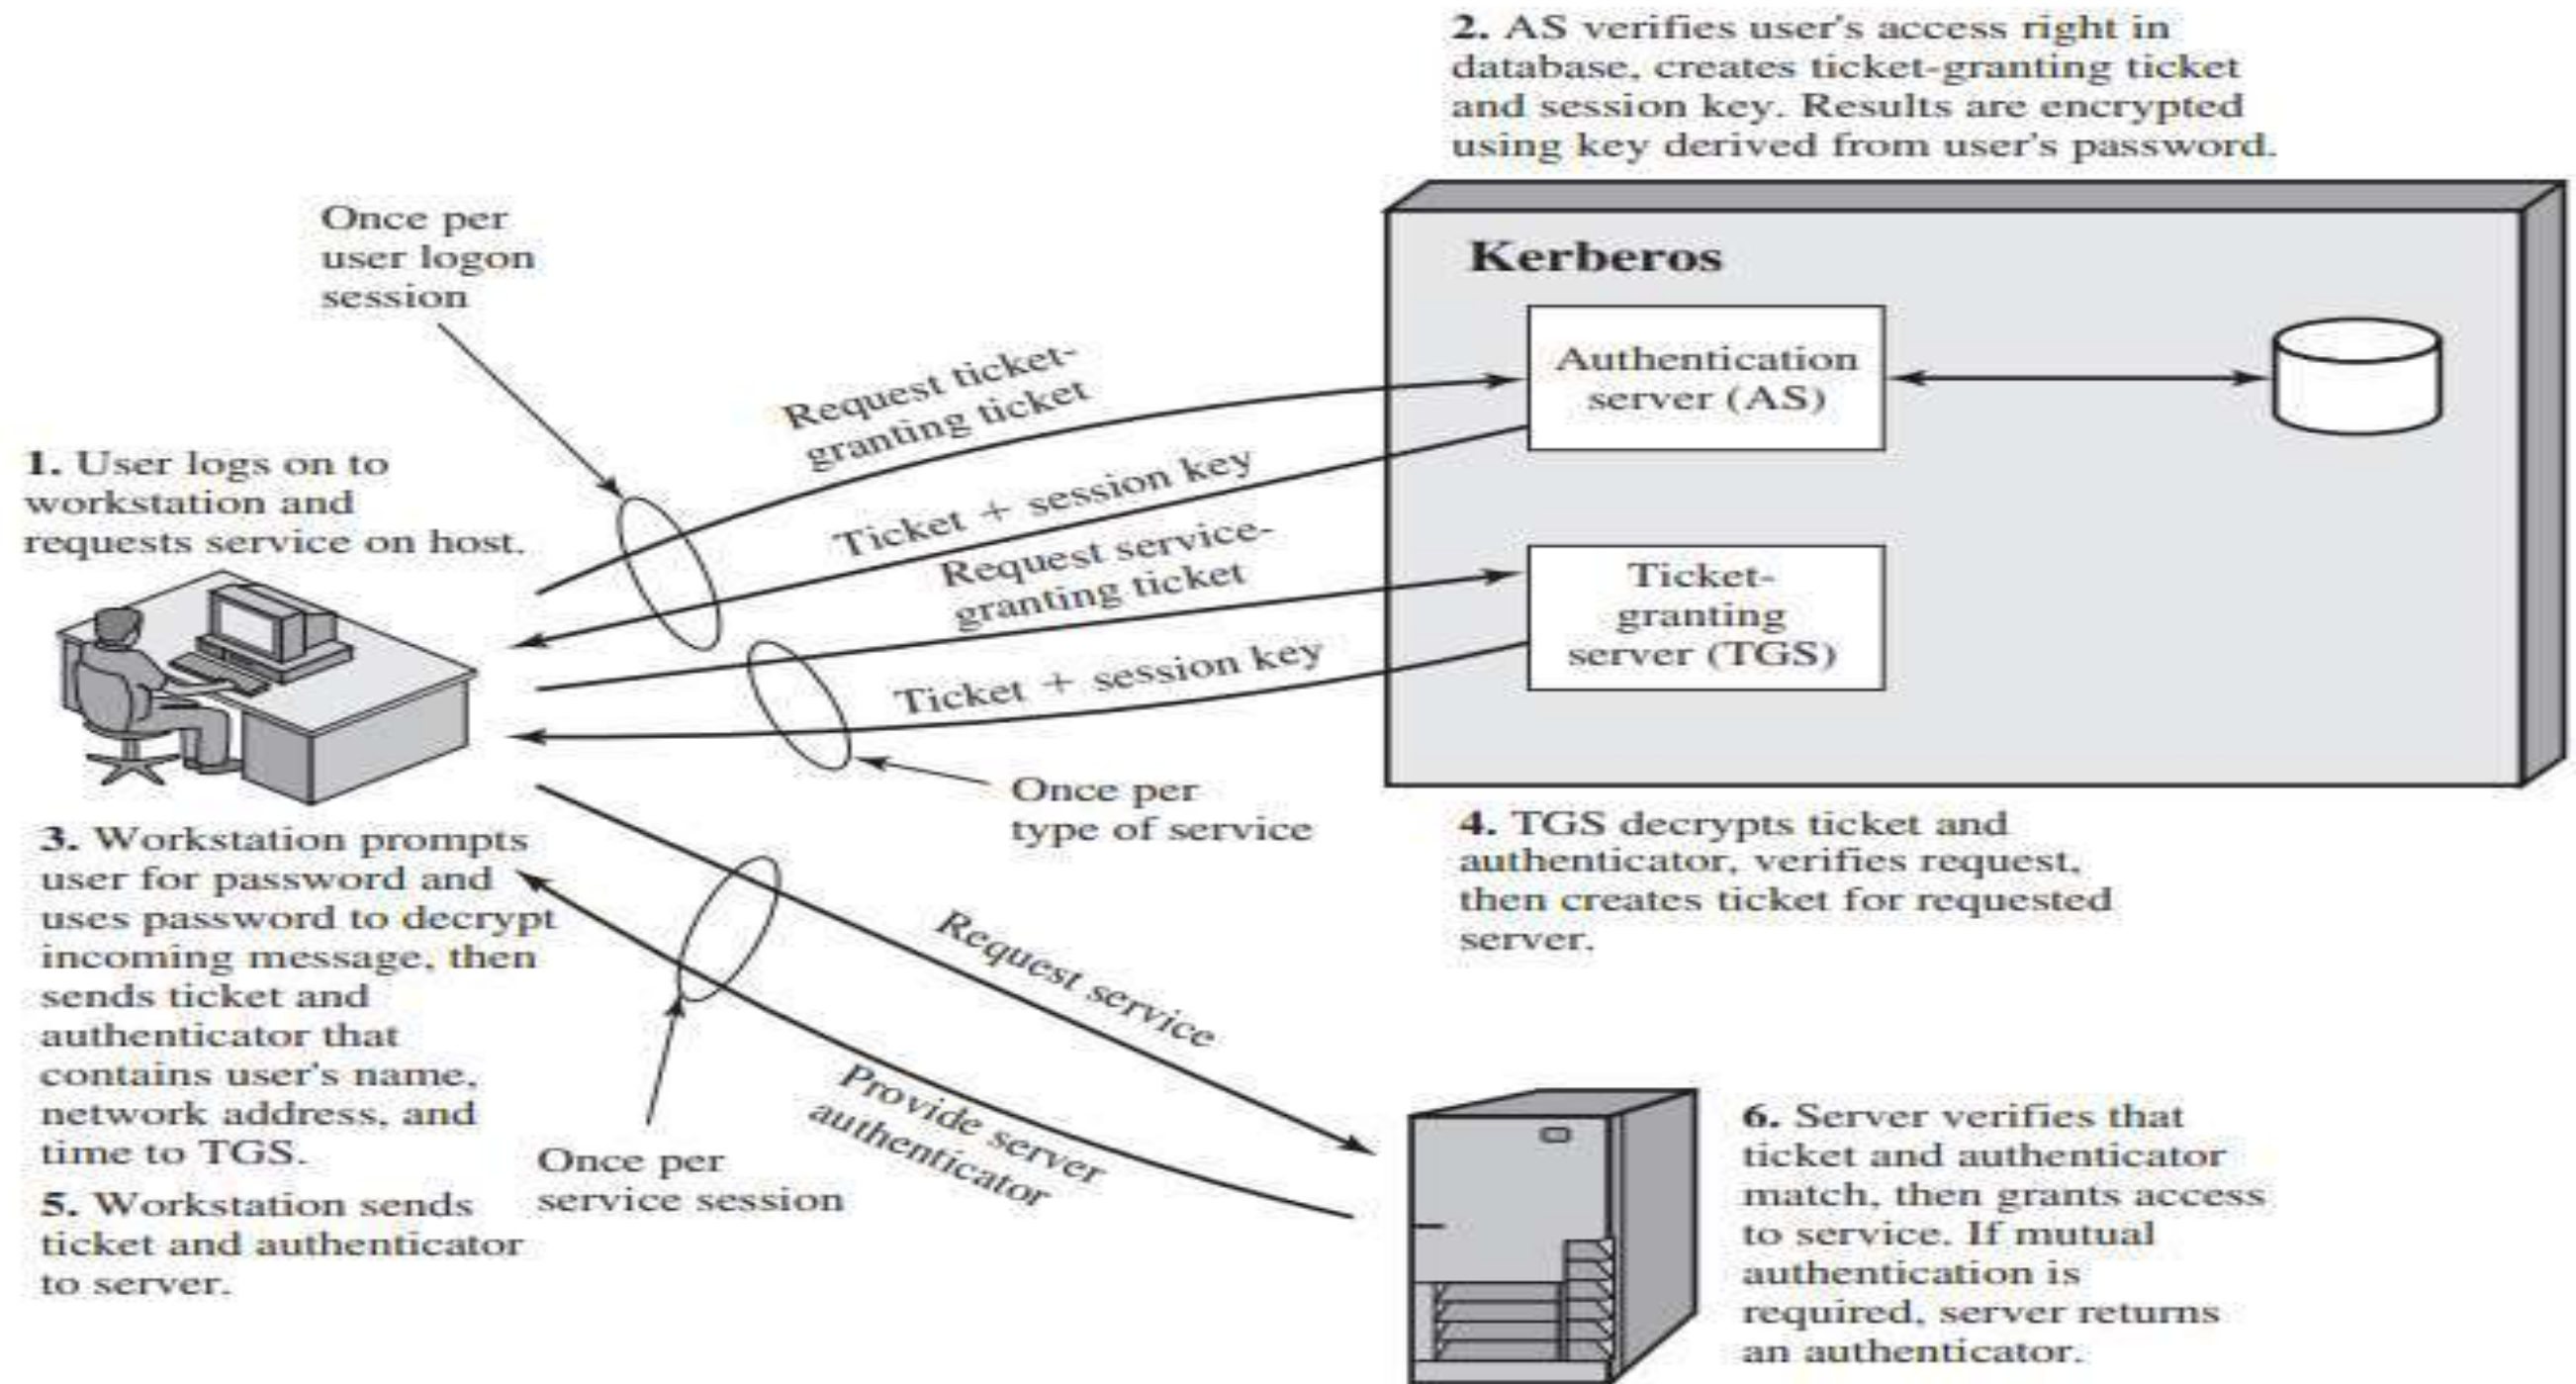 2. AS verifies user's access right in
database, creates ticket-granting ticket
and session key. Results are encrypted
using key derived from user's password.
Once per
user logon
session
Kerberos
Request ticket-
granting ticket
Authentication
server (AS)
1. User logs on to
workstation and
requests service on host.
Ticket + session key
Request service-
granting ticket
Ticket-
granting
server (TGS)
Ticket + session key
Once per
type of service
3. Workstation prompts
user for password and
uses password to decrypt
incoming message, then
sends ticket and
authenticator that
contains user's name,
network address, and
time to TGS.
4. TGS decrypts ticket and
authenticator, verifies request,
then creates ticket for requested
server.
Request service
Provide server
authenticator
Once per
service session
5. Workstation sends
ticket and authenticator
to server.
6. Server verifies that
ticket and authenticator
match, then grants access
to service. If mutual
authentication is
required, server returns
an authenticator.